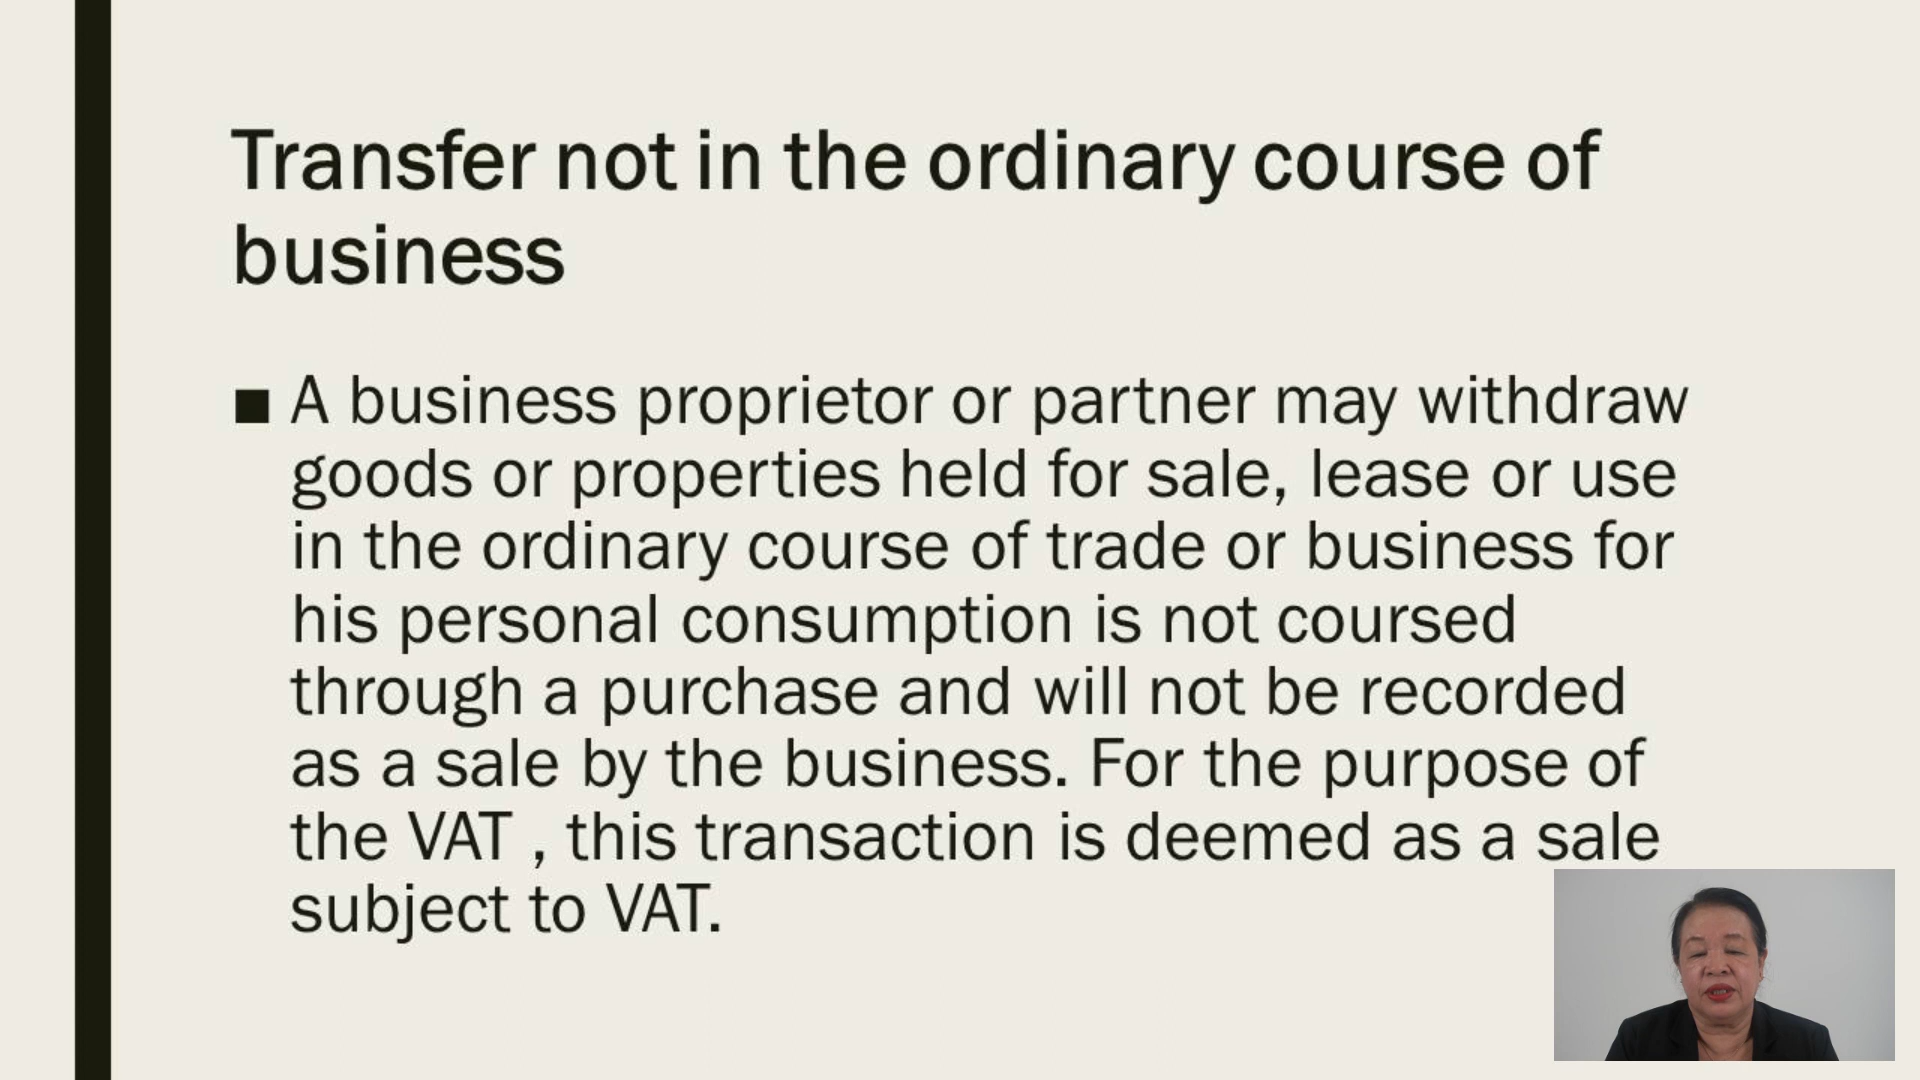 Transfer not in the ordinary course of
business
■ A business proprietor or partner may withdraw
goods or properties held for sale, lease or use
in the ordinary course of trade or business for
his personal consumption is not coursed
through a purchase and will not be recorded
as a sale by the business. For the purpose of
the VAT , this transaction is deemed as a sale
subject to VAT.